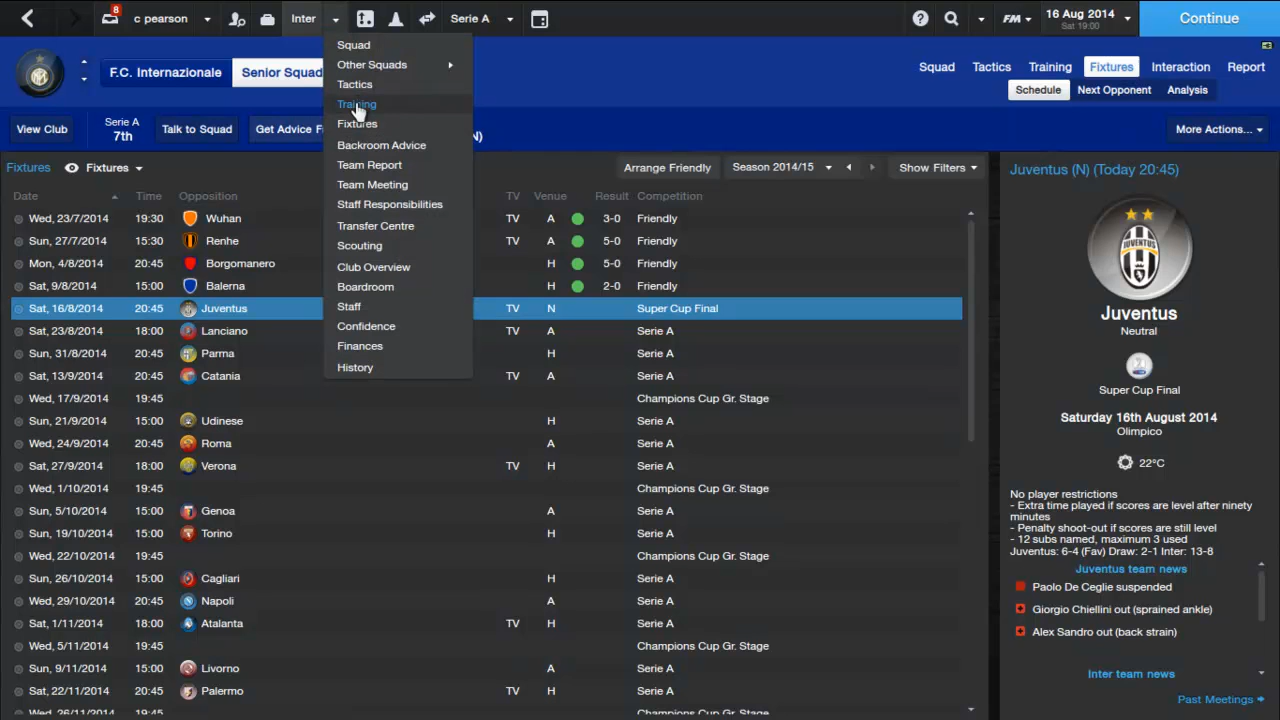 8 c pearson Inter Serie A FM 16 Aug 2014 Sat 19:00 Continue
Squad
Other Squads
Tactics
Training
Fixtures
Backroom Advice
Team Report
Team Meeting
Staff Responsibilities
Transfer Centre
Scouting
Club Overview
Boardroom
Staff
Confidence
Finances
History
F.C. Internazionale Senior Squad
Squad Tactics Training Fixtures Interaction Report
Schedule Next Opponent Analysis
View Club Serie A 7th Talk to Squad Get Advice F N) More Actions...
Fixtures Fixtures Arrange Friendly Season 2014/15 Show Filters
Date Time Opposition TV Venue Result Competition
Wed, 23/7/2014 19:30 Wuhan TV A 3-0 Friendly
Sun, 27/7/2014 15:30 Renhe TV A 5-0 Friendly
Mon, 4/8/2014 20:45 Borgomanero H 5-0 Friendly
Sat, 9/8/2014 15:00 Balerna H 2-0 Friendly
Sat, 16/8/2014 20:45 Juventus TV N Super Cup Final
Sat, 23/8/2014 18:00 Lanciano TV A Serie A
Sun, 31/8/2014 20:45 Parma H Serie A
Sat, 13/9/2014 20:45 Catania TV A Serie A
Wed, 17/9/2014 19:45 Champions Cup Gr. Stage
Sun, 21/9/2014 15:00 Udinese H Serie A
Wed, 24/9/2014 20:45 Roma A Serie A
Sat, 27/9/2014 18:00 Verona TV H Serie A
Wed, 1/10/2014 19:45 Champions Cup Gr. Stage
Sun, 5/10/2014 15:00 Genoa A Serie A
Sun, 19/10/2014 15:00 Torino H Serie A
Wed, 22/10/2014 19:45 Champions Cup Gr. Stage
Sun, 26/10/2014 15:00 Cagliari H Serie A
Wed, 29/10/2014 20:45 Napoli A Serie A
Sat, 1/11/2014 18:00 Atalanta TV H Serie A
Wed, 5/11/2014 19:45 Champions Cup Gr. Stage
Sun, 9/11/2014 15:00 Livorno A Serie A
Sat, 22/11/2014 20:45 Palermo TV H Serie A
Wed, 26/11/2014 19:45 Champions Cup Gr. Stage
Juventus (N) (Today 20:45)
JUVENTUS
Juventus
Neutral
Super Cup Final
Saturday 16th August 2014
Olimpico
22°C
No player restrictions
- Extra time played if scores are level after ninety
minutes
- Penalty shoot-out if scores are still level
- 12 subs named, maximum 3 used
Juventus: 6-4 (Fav) Draw: 2-1 Inter: 13-8
Juventus team news
Paolo De Ceglie suspended
Giorgio Chiellini out (sprained ankle)
Alex Sandro out (back strain)
Inter team news
Past Meetings